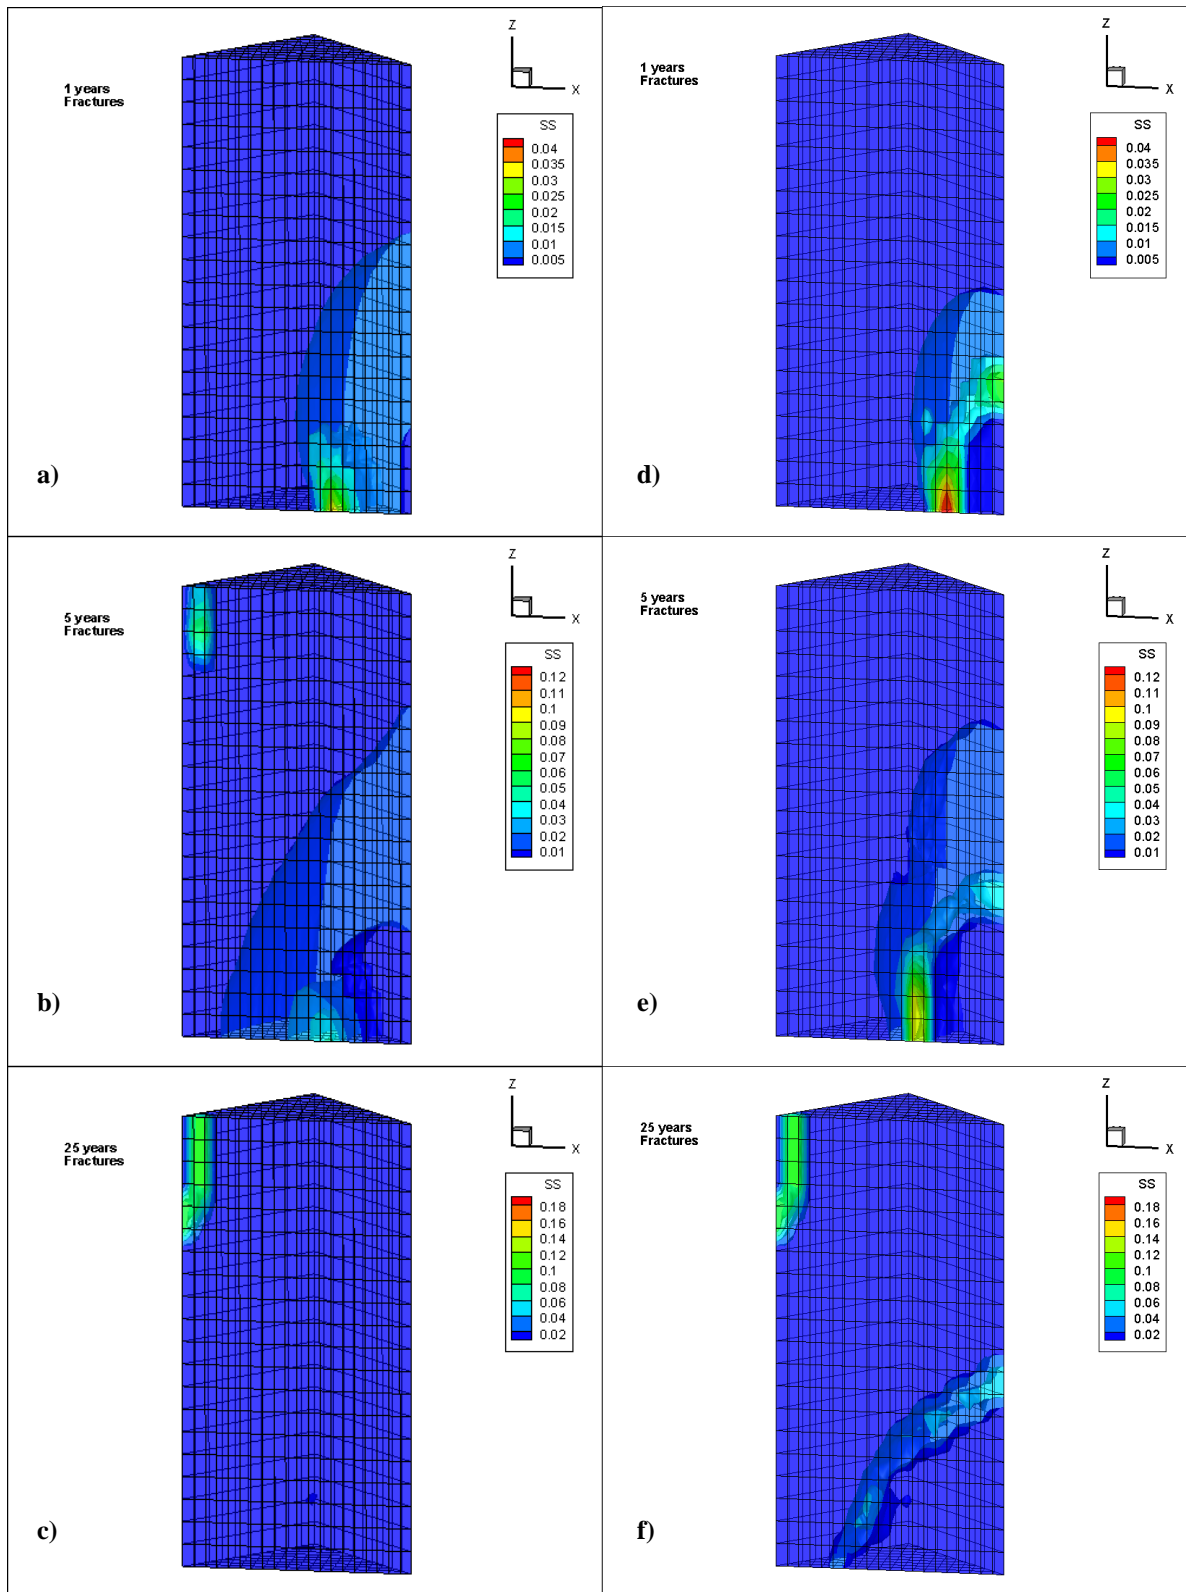 1 years
Fractures
Z
X
SS
0.04
0.035
0.03
0.025
0.02
0.015
0.01
0.005
a)
1 years
Fractures
Z
X
SS
0.04
0.035
0.03
0.025
0.02
0.015
0.01
0.005
d)
5 years
Fractures
Z
X
SS
0.12
0.11
0.1
0.09
0.08
0.07
0.06
0.05
0.04
0.03
0.02
0.01
b)
5 years
Fractures
Z
X
SS
0.12
0.11
0.1
0.09
0.08
0.07
0.06
0.05
0.04
0.03
0.02
0.01
e)
25 years
Fractures
Z
X
SS
0.18
0.16
0.14
0.12
0.1
0.08
0.06
0.04
0.02
c)
25 years
Fractures
Z
X
SS
0.18
0.16
0.14
0.12
0.1
0.08
0.06
0.04
0.02
f)